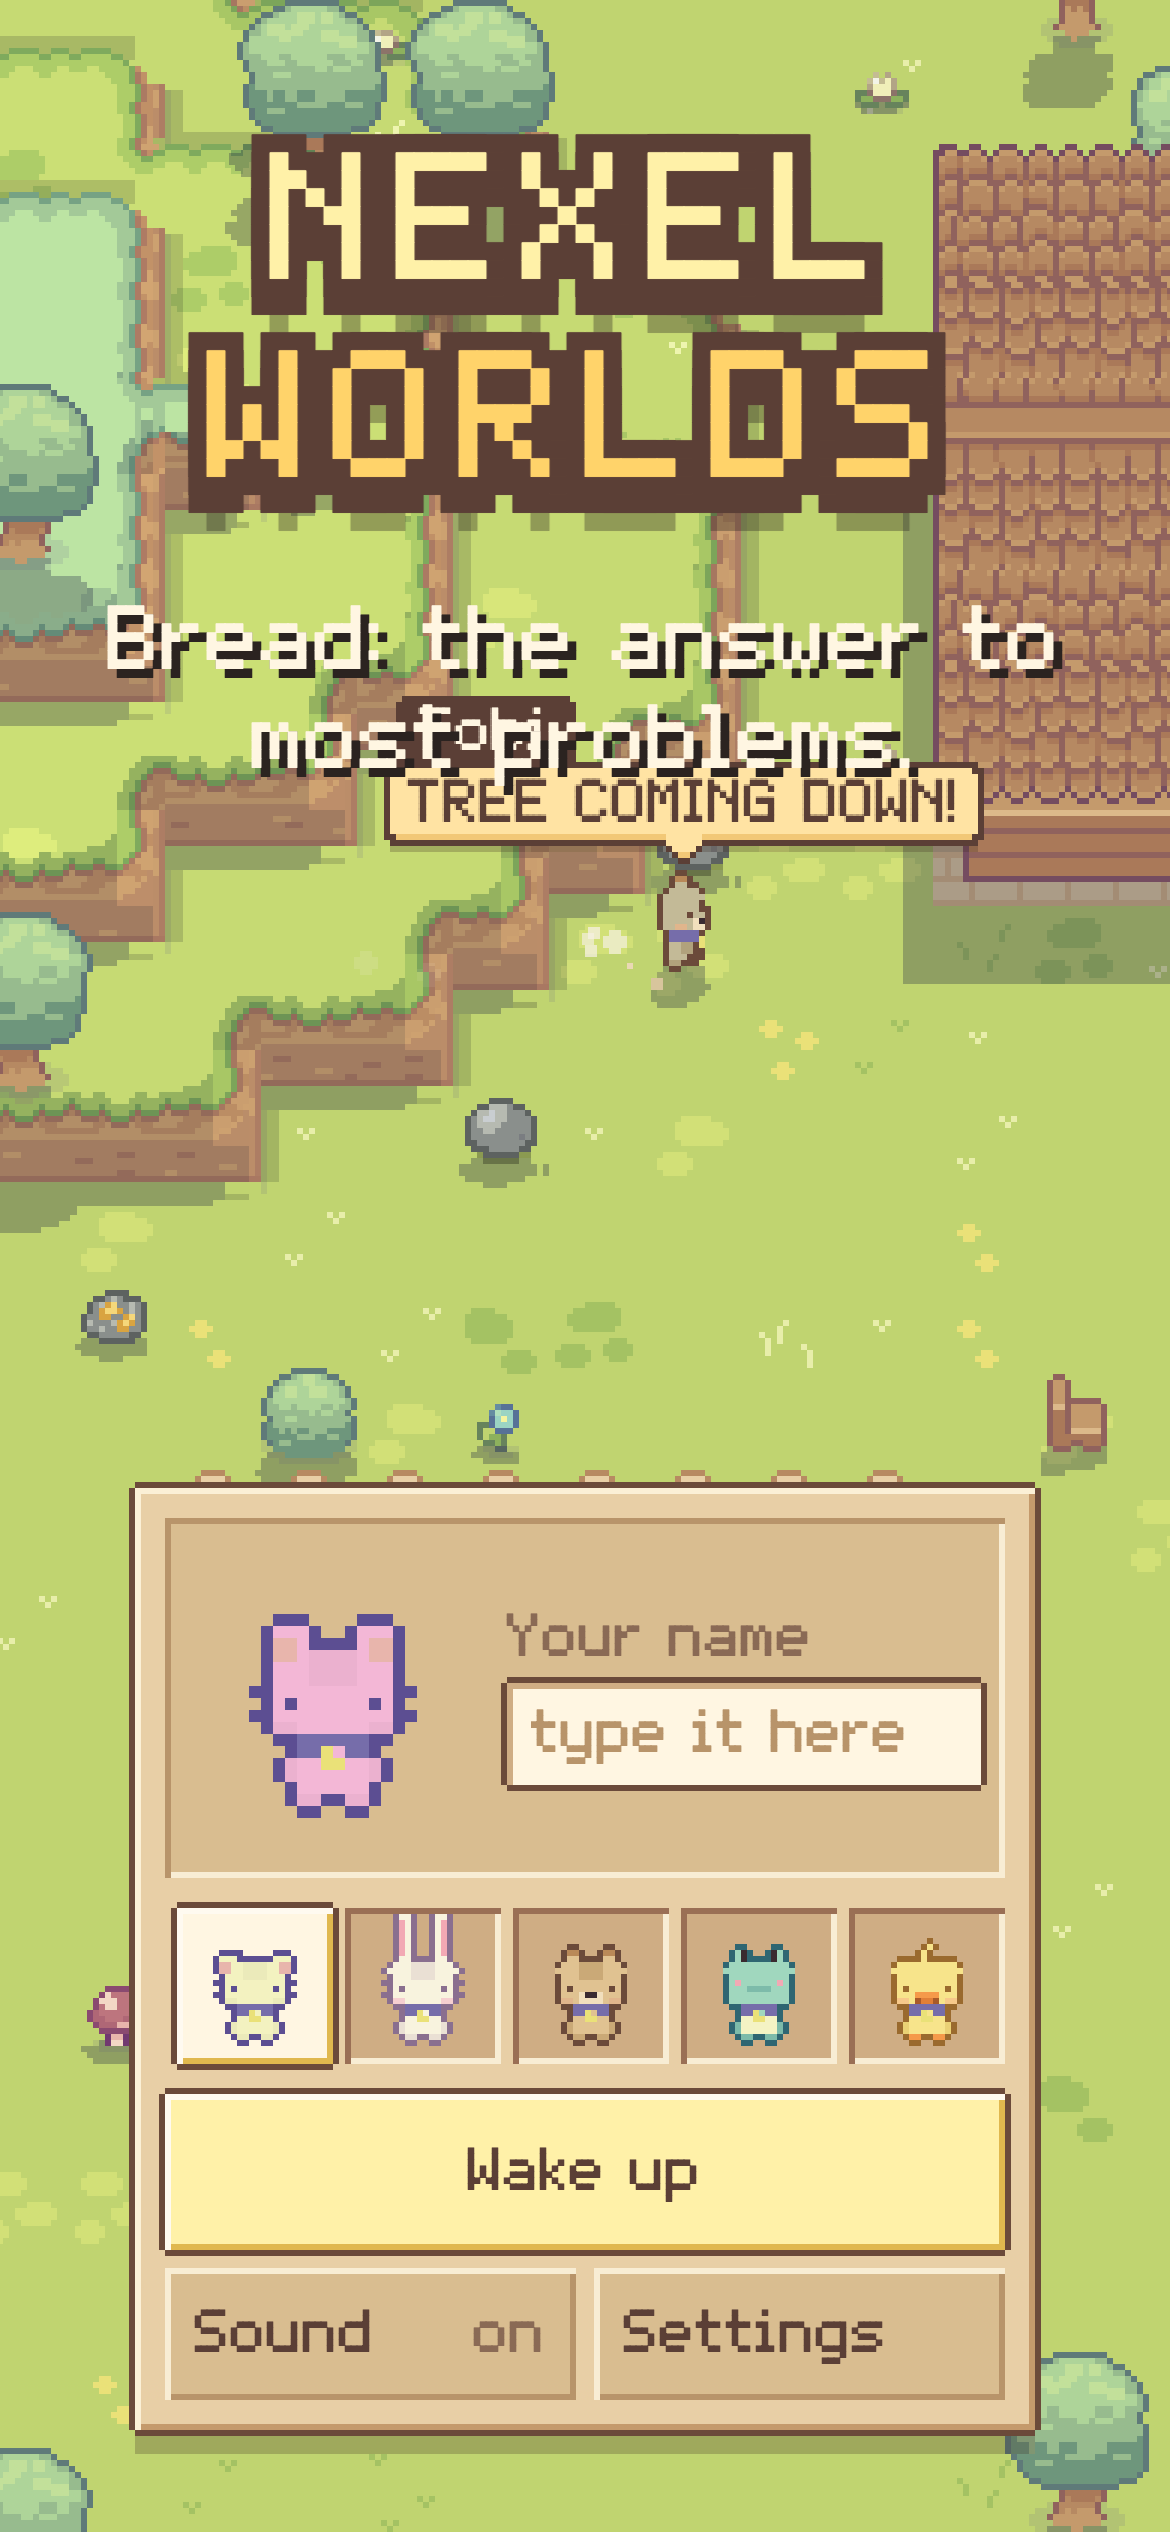 NEXEL
WORLDS
Bread: the answer to
most problems.
TREE COMING DOWN!
Your name
type it here
Wake up
Sound on
Settings